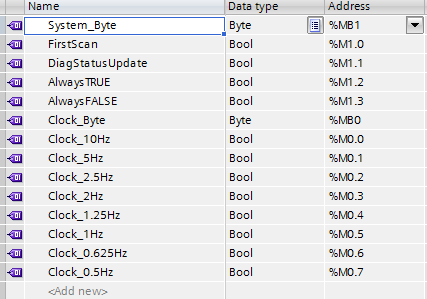 Name Data type Address
System_Byte Byte %MB1
FirstScan Bool %M1.0
DiagStatusUpdate Bool %M1.1
AlwaysTRUE Bool %M1.2
AlwaysFALSE Bool %M1.3
Clock_Byte Byte %MB0
Clock_10Hz Bool %M0.0
Clock_5Hz Bool %M0.1
Clock_2.5Hz Bool %M0.2
Clock_2Hz Bool %M0.3
Clock_1.25Hz Bool %M0.4
Clock_1Hz Bool %M0.5
Clock_0.625Hz Bool %M0.6
Clock_0.5Hz Bool %M0.7
<Add new>